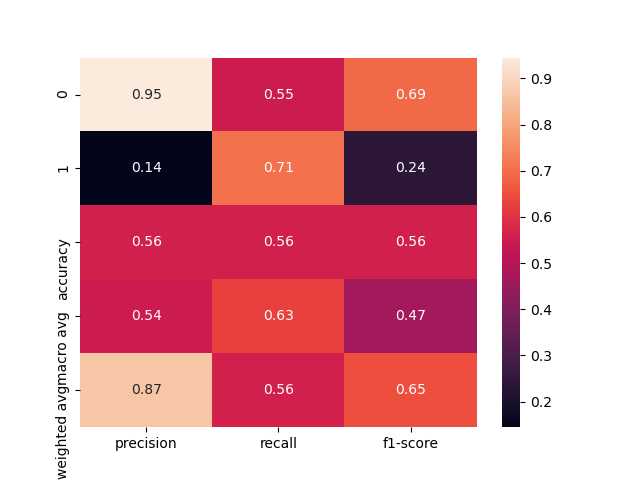 0 0.95 0.55 0.69
1 0.14 0.71 0.24
accuracy 0.56 0.56 0.56
macro avg 0.54 0.63 0.47
weighted avg 0.87 0.56 0.65
precision recall f1-score
0.9
0.8
0.7
0.6
0.5
0.4
0.3
0.2